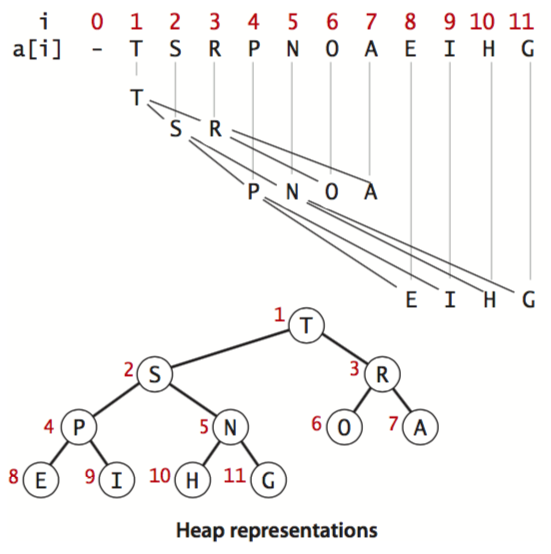 i 0 1 2 3 4 5 6 7 8 9 10 11
a[i] - T S R P N O A E I H G
T
S R
P N O A
E I H G
1 T
2 S 3 R
4 P 5 N 6 O 7 A
8 E 9 I 10 H 11 G
Heap representations